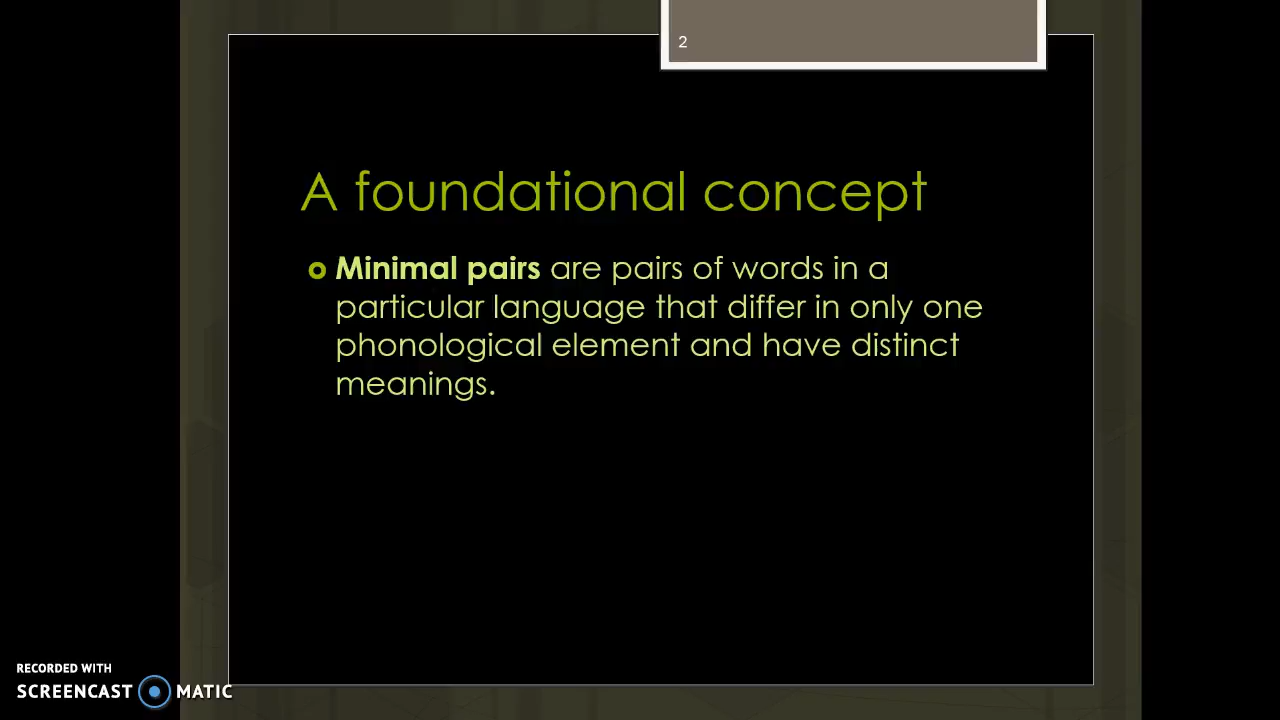 2
A foundational concept
Minimal pairs are pairs of words in a
particular language that differ in only one
phonological element and have distinct
meanings.
RECORDED WITH
SCREENCAST MATIC